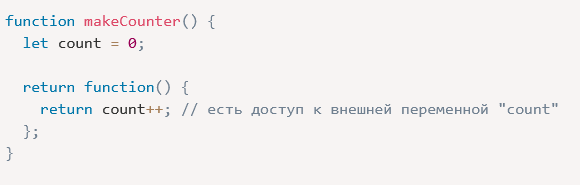 function makeCounter() {
  let count = 0;

  return function() {
    return count++; // есть доступ к внешней переменной "count"
  };
}